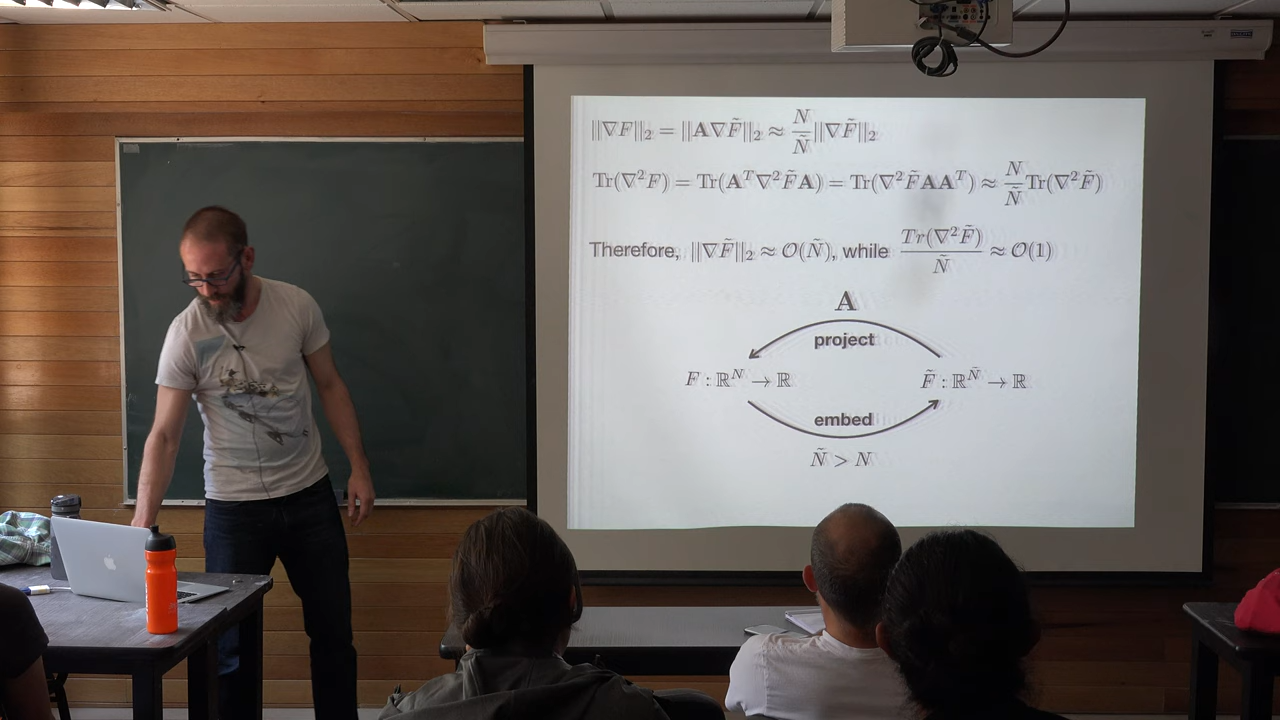 ‖∇F‖₂ = ‖A∇F̃‖₂ ≈ N/Ñ ‖∇F̃‖₂
Tr(∇²F) = Tr(Aᵀ∇²F̃A) = Tr(∇²F̃AAᵀ) ≈ N/Ñ Tr(∇²F̃)
Therefore, ‖∇F̃‖₂ ≈ 𝒪(Ñ), while Tr(∇²F̃)/Ñ ≈ 𝒪(1)
A
project
F : ℝᴺ → ℝ F̃ : ℝ^Ñ → ℝ
embed
Ñ > N